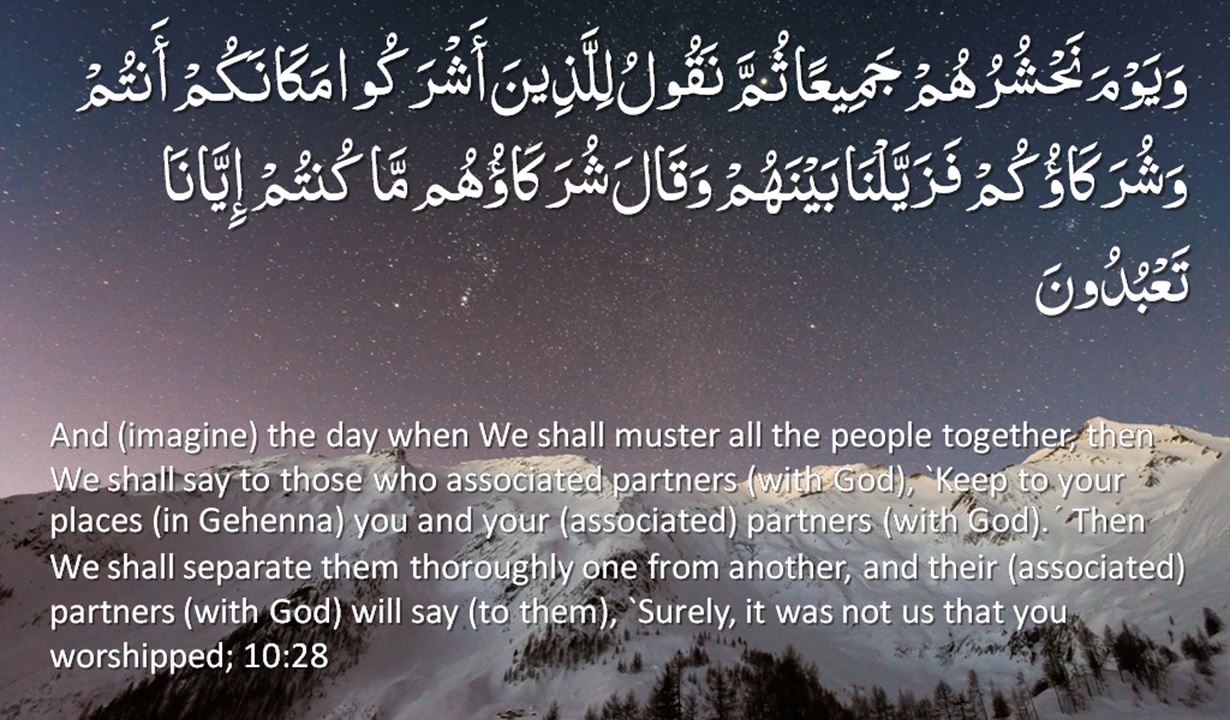 وَيَوْمَ نَحْشُرُهُمْ جَمِيعًا ثُمَّ نَقُولُ لِلَّذِينَ أَشْرَكُوا مَكَانَكُمْ أَنتُمْ
وَشُرَكَاؤُكُمْ فَزَيَّلْنَا بَيْنَهُمْ وَقَالَ شُرَكَاؤُهُم مَّا كُنتُمْ إِيَّانَا
تَعْبُدُونَ
And (imagine) the day when We shall muster all the people together, then
We shall say to those who associated partners (with God), `Keep to your
places (in Gehenna) you and your (associated) partners (with God).´ Then
We shall separate them thoroughly one from another, and their (associated)
partners (with God) will say (to them), `Surely, it was not us that you
worshipped; 10:28